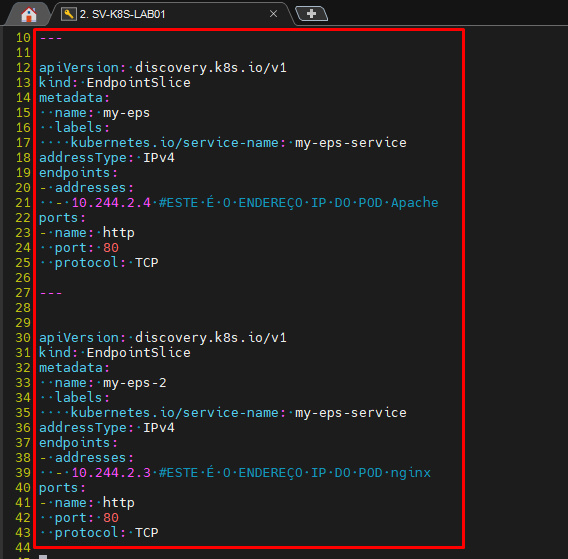 2. SV-K8S-LAB01
10 ---
11
12 apiVersion: discovery.k8s.io/v1
13 kind: EndpointSlice
14 metadata:
15   name: my-eps
16   labels:
17     kubernetes.io/service-name: my-eps-service
18 addressType: IPv4
19 endpoints:
20 - addresses:
21   - 10.244.2.4 #ESTE É O ENDEREÇO IP DO POD Apache
22 ports:
23 - name: http
24   port: 80
25   protocol: TCP
26
27 ---
28
29
30 apiVersion: discovery.k8s.io/v1
31 kind: EndpointSlice
32 metadata:
33   name: my-eps-2
34   labels:
35     kubernetes.io/service-name: my-eps-service
36 addressType: IPv4
37 endpoints:
38 - addresses:
39   - 10.244.2.3 #ESTE É O ENDEREÇO IP DO POD nginx
40 ports:
41 - name: http
42   port: 80
43   protocol: TCP
44